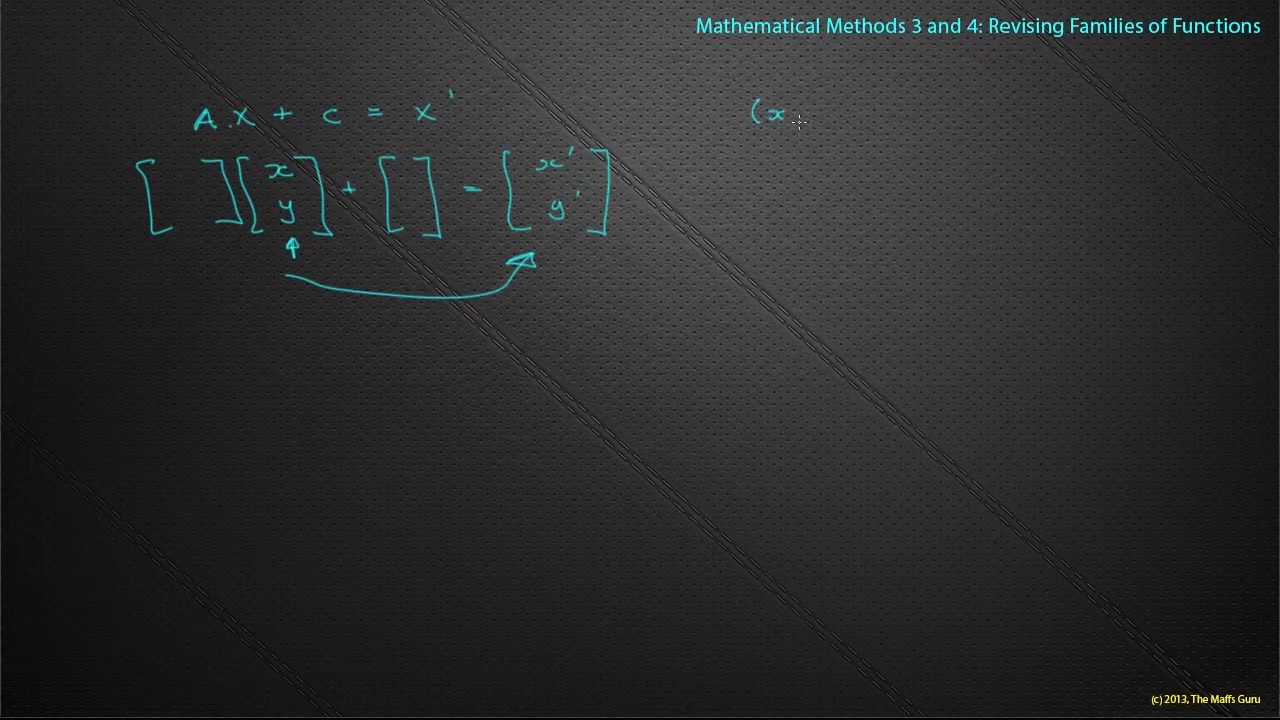 Mathematical Methods 3 and 4: Revising Families of Functions
A.X + C = X'
(x
[ ] [x y] + [ ] = [x' y']
(c) 2013, The Maffs Guru